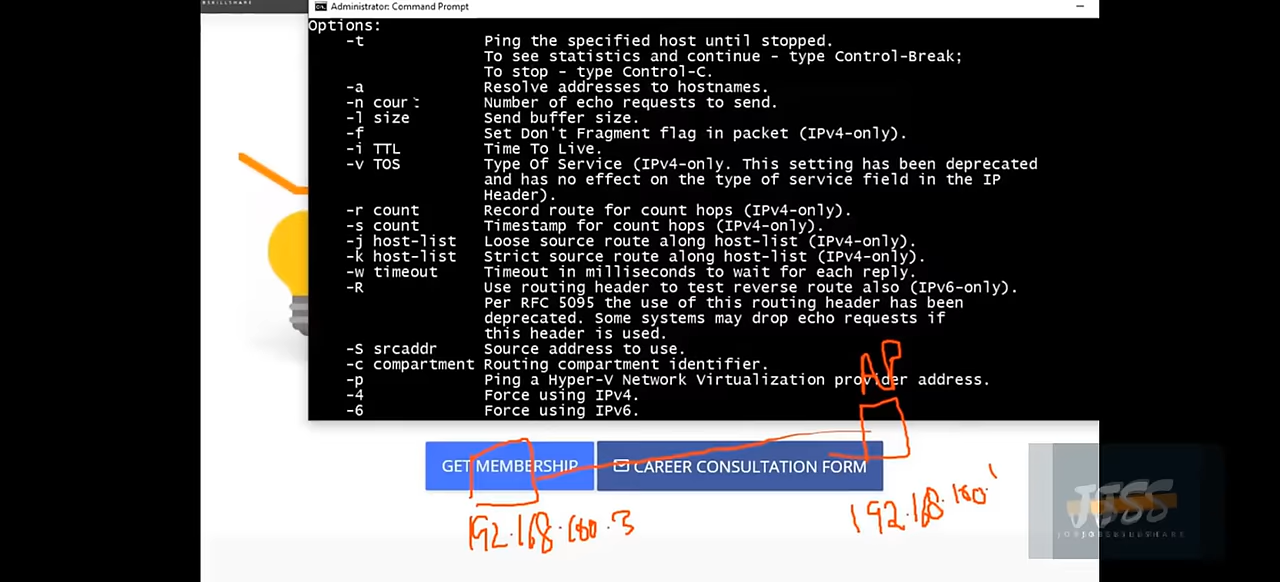 SKILLSHARE
Administrator: Command Prompt
Options:
-t Ping the specified host until stopped.
To see statistics and continue - type Control-Break;
To stop - type Control-C.
-a Resolve addresses to hostnames.
-n count Number of echo requests to send.
-l size Send buffer size.
-f Set Don't Fragment flag in packet (IPv4-only).
-i TTL Time To Live.
-v TOS Type Of Service (IPv4-only. This setting has been deprecated
and has no effect on the type of service field in the IP
Header).
-r count Record route for count hops (IPv4-only).
-s count Timestamp for count hops (IPv4-only).
-j host-list Loose source route along host-list (IPv4-only).
-k host-list Strict source route along host-list (IPv4-only).
-w timeout Timeout in milliseconds to wait for each reply.
-R Use routing header to test reverse route also (IPv6-only).
Per RFC 5095 the use of this routing header has been
deprecated. Some systems may drop echo requests if
this header is used.
-S srcaddr Source address to use.
-c compartment Routing compartment identifier.
-p Ping a Hyper-V Network Virtualization provider address.
-4 Force using IPv4.
-6 Force using IPv6.
AP
GET MEMBERSHIP
CAREER CONSULTATION FORM
192.168.100.3
192.168.100.1
JBSS